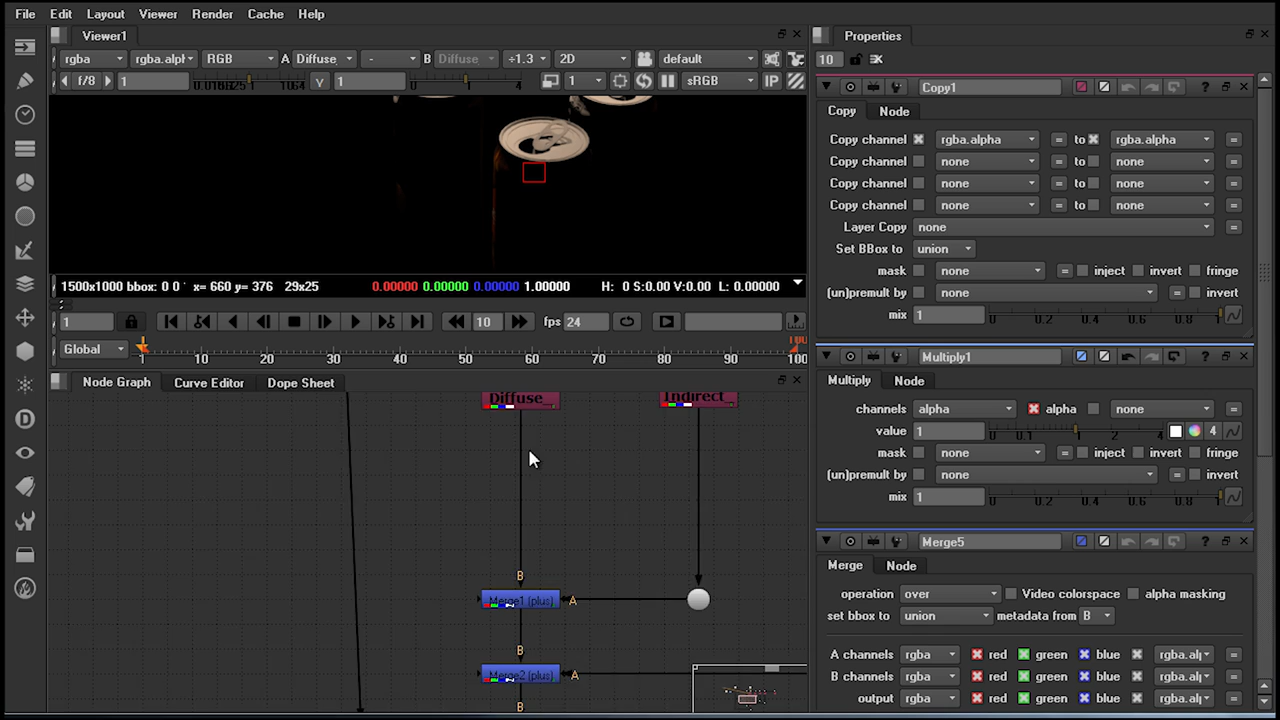 File Edit Layout Viewer Render Cache Help
Viewer1
rgba rgba.alpl RGB A Diffuse - B Diffuse ÷1.3 2D default
f/8 1 v 1 0 1 4 1 sRGB IP
1500x1000 bbox: 0 0 x= 660 y= 376 29x25 0.00000 0.00000 0.00000 1.00000 H: 0 S:0.00 V:0.00 L: 0.00000
1 10 fps 24
Global 1 10 20 30 40 50 60 70 80 90 100
Node Graph Curve Editor Dope Sheet
Diffuse_ Indirect_
B
Merge1 (plus) A
B
Merge2 (plus) A
B
Properties
10
Copy1
Copy Node
Copy channel rgba.alpha = to rgba.alpha =
Copy channel none = to none =
Copy channel none = to none =
Copy channel none = to none =
Layer Copy none =
Set BBox to union
mask none = inject invert fringe
(un)premult by none = invert
mix 1 0 0.2 0.4 0.6 0.8 1
Multiply1
Multiply Node
channels alpha alpha none =
value 1 0 0.1 1 2 4 4
mask none = inject invert fringe
(un)premult by none = invert
mix 1 0 0.2 0.4 0.6 0.8 1
Merge5
Merge Node
operation over Video colorspace alpha masking
set bbox to union metadata from B
A channels rgba red green blue rgba.al =
B channels rgba red green blue rgba.al =
output rgba red green blue rgba.al =